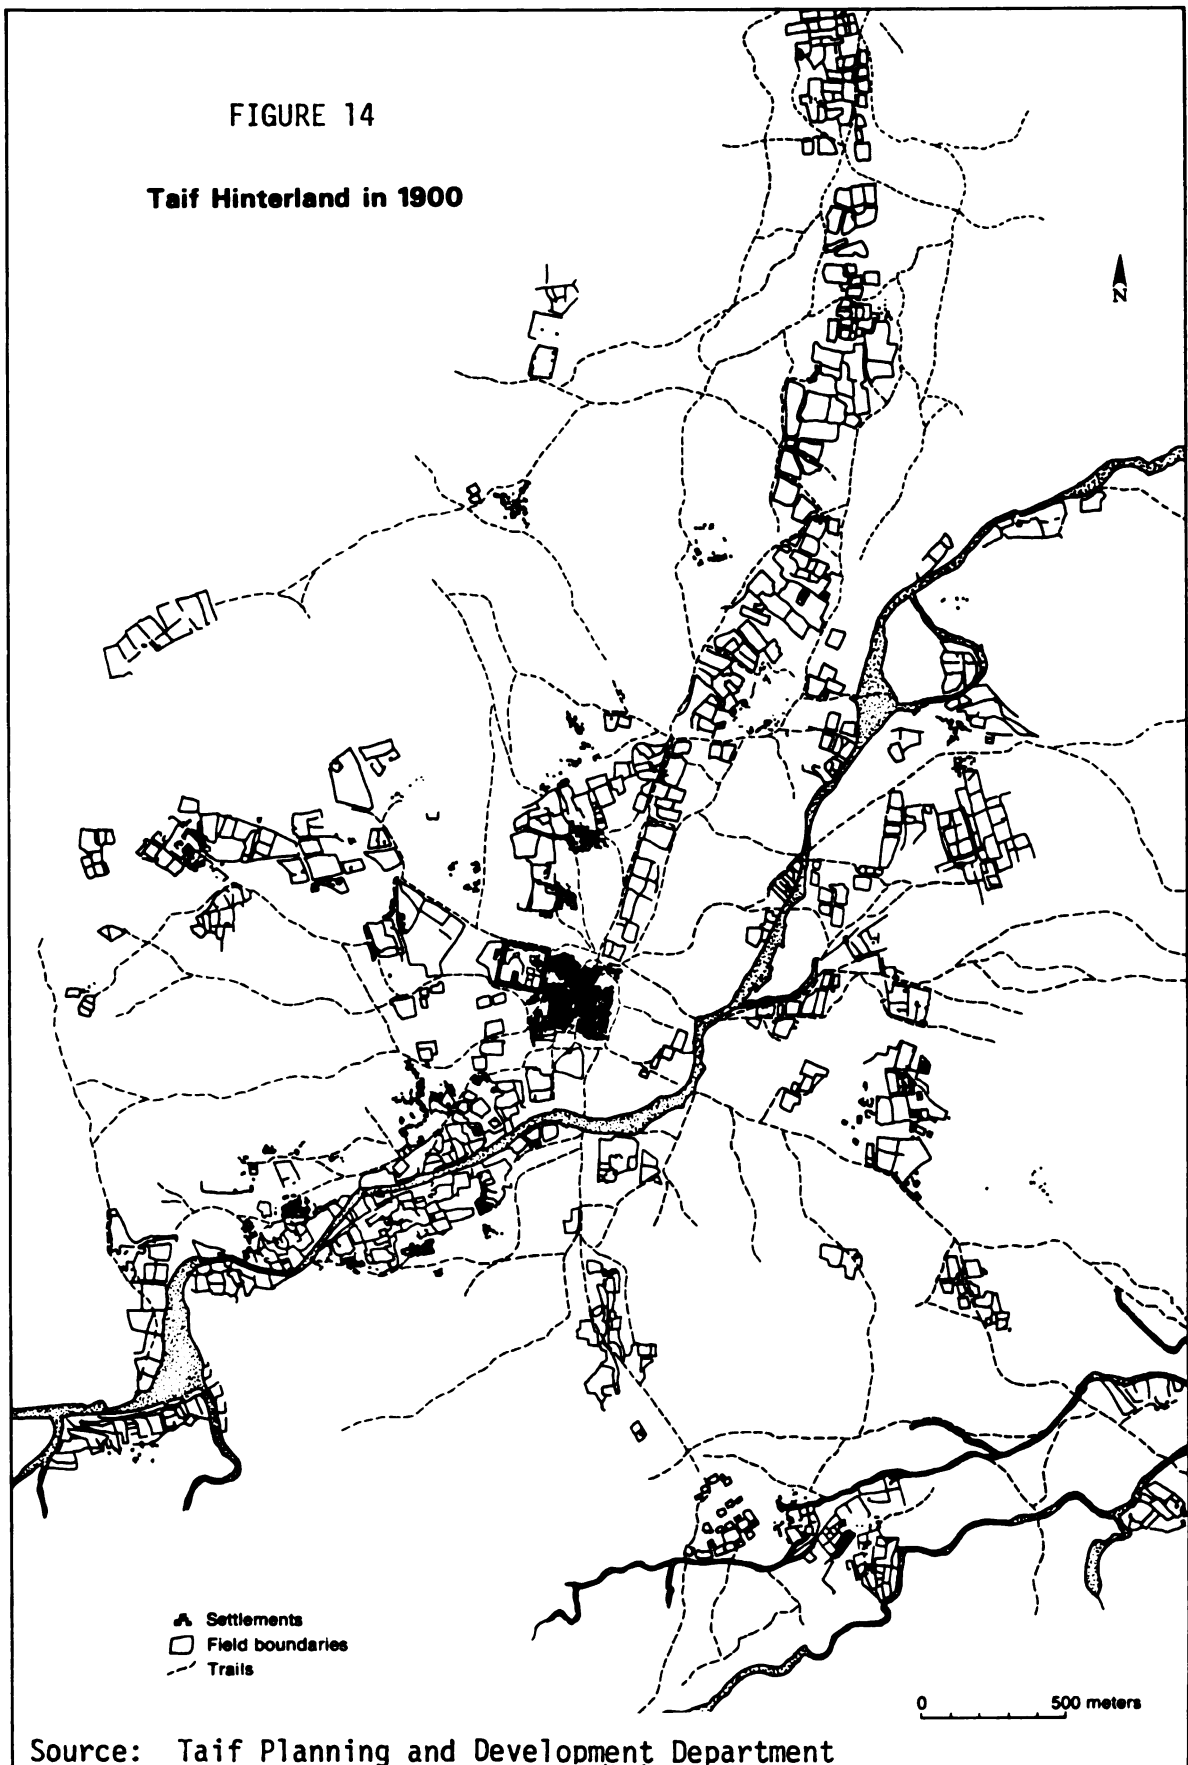 FIGURE 14
Taif Hinterland in 1900
N
Settlements
Field boundaries
Trails
0 500 meters
Source: Taif Planning and Development Department